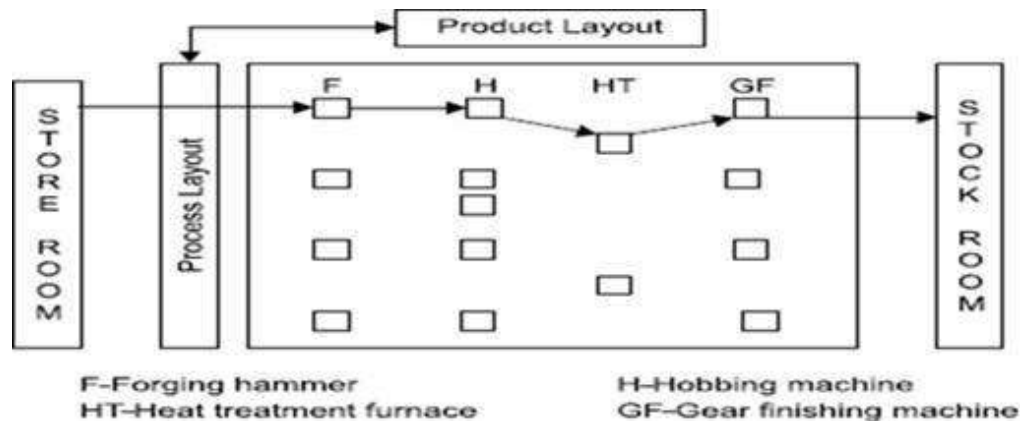 Product Layout
F H HT GF
STORE ROOM
Process Layout
STOCK ROOM
F–Forging hammer
H–Hobbing machine
HT–Heat treatment furnace
GF–Gear finishing machine